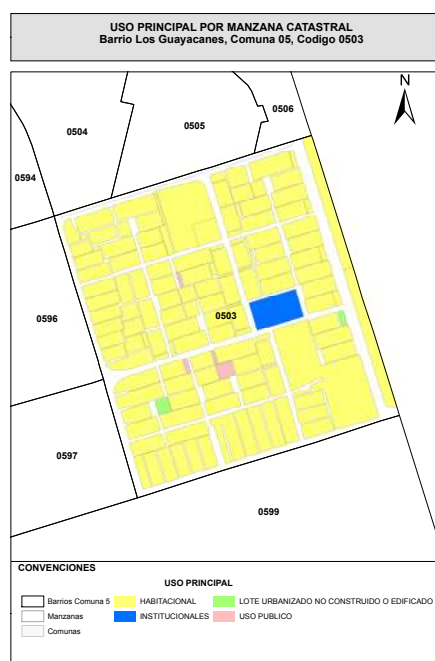 USO PRINCIPAL POR MANZANA CATASTRAL
Barrio Los Guayacanes, Comuna 05, Codigo 0503
N
0506
0504
0505
0594
0596
0503
0597
0599
CONVENCIONES
USO PRINCIPAL
Barrios Comuna 5
HABITACIONAL
LOTE URBANIZADO NO CONSTRUIDO O EDIFICADO
Manzanas
INSTITUCIONALES
USO PUBLICO
Comunas